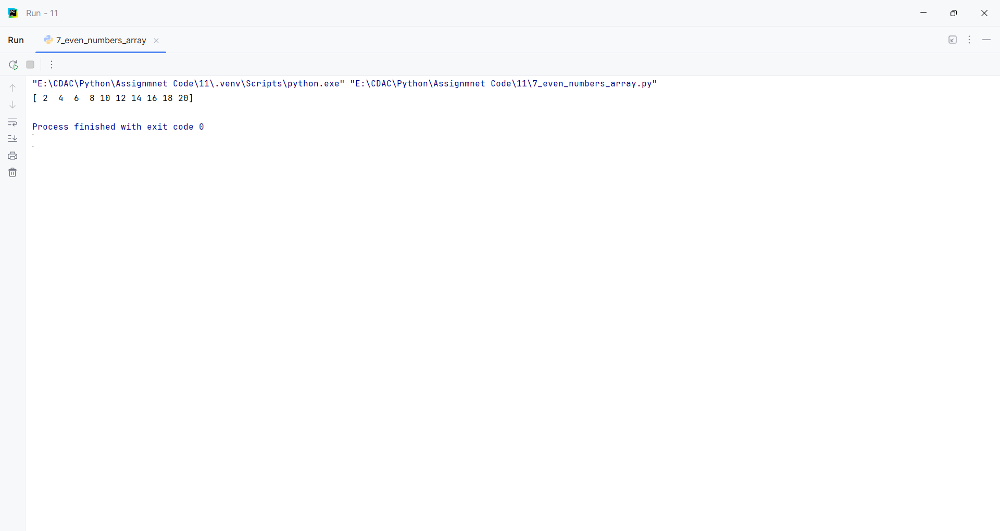 Run - 11
Run 7_even_numbers_array
"E:\CDAC\Python\Assignmnet Code\11\.venv\Scripts\python.exe" "E:\CDAC\Python\Assignmnet Code\11\7_even_numbers_array.py"
[ 2  4  6  8 10 12 14 16 18 20]
Process finished with exit code 0